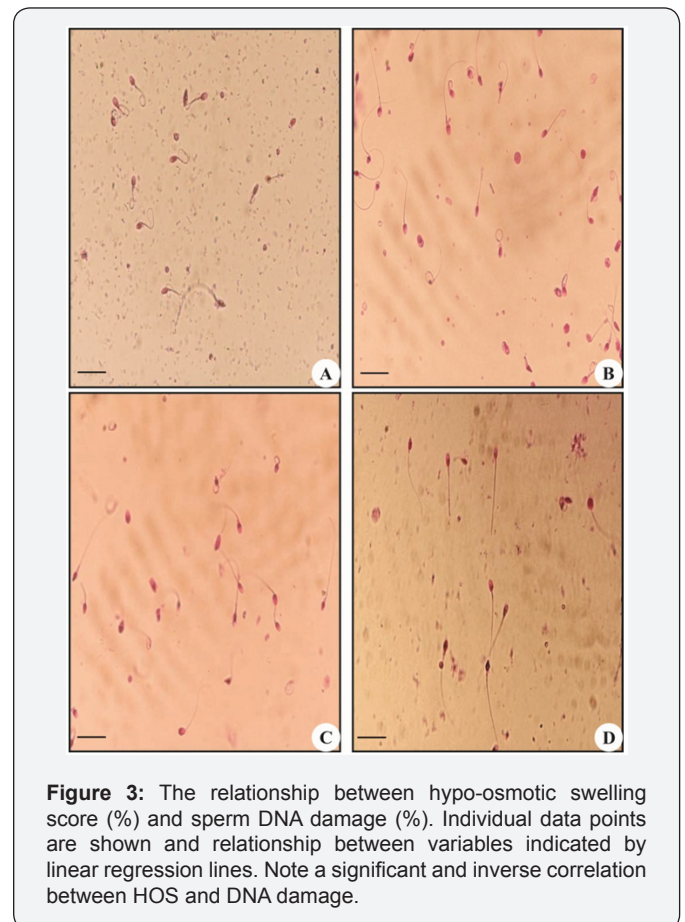 A
B
C
D
Figure 3: The relationship between hypo-osmotic swelling
score (%) and sperm DNA damage (%). Individual data points
are shown and relationship between variables indicated by
linear regression lines. Note a significant and inverse correlation
between HOS and DNA damage.